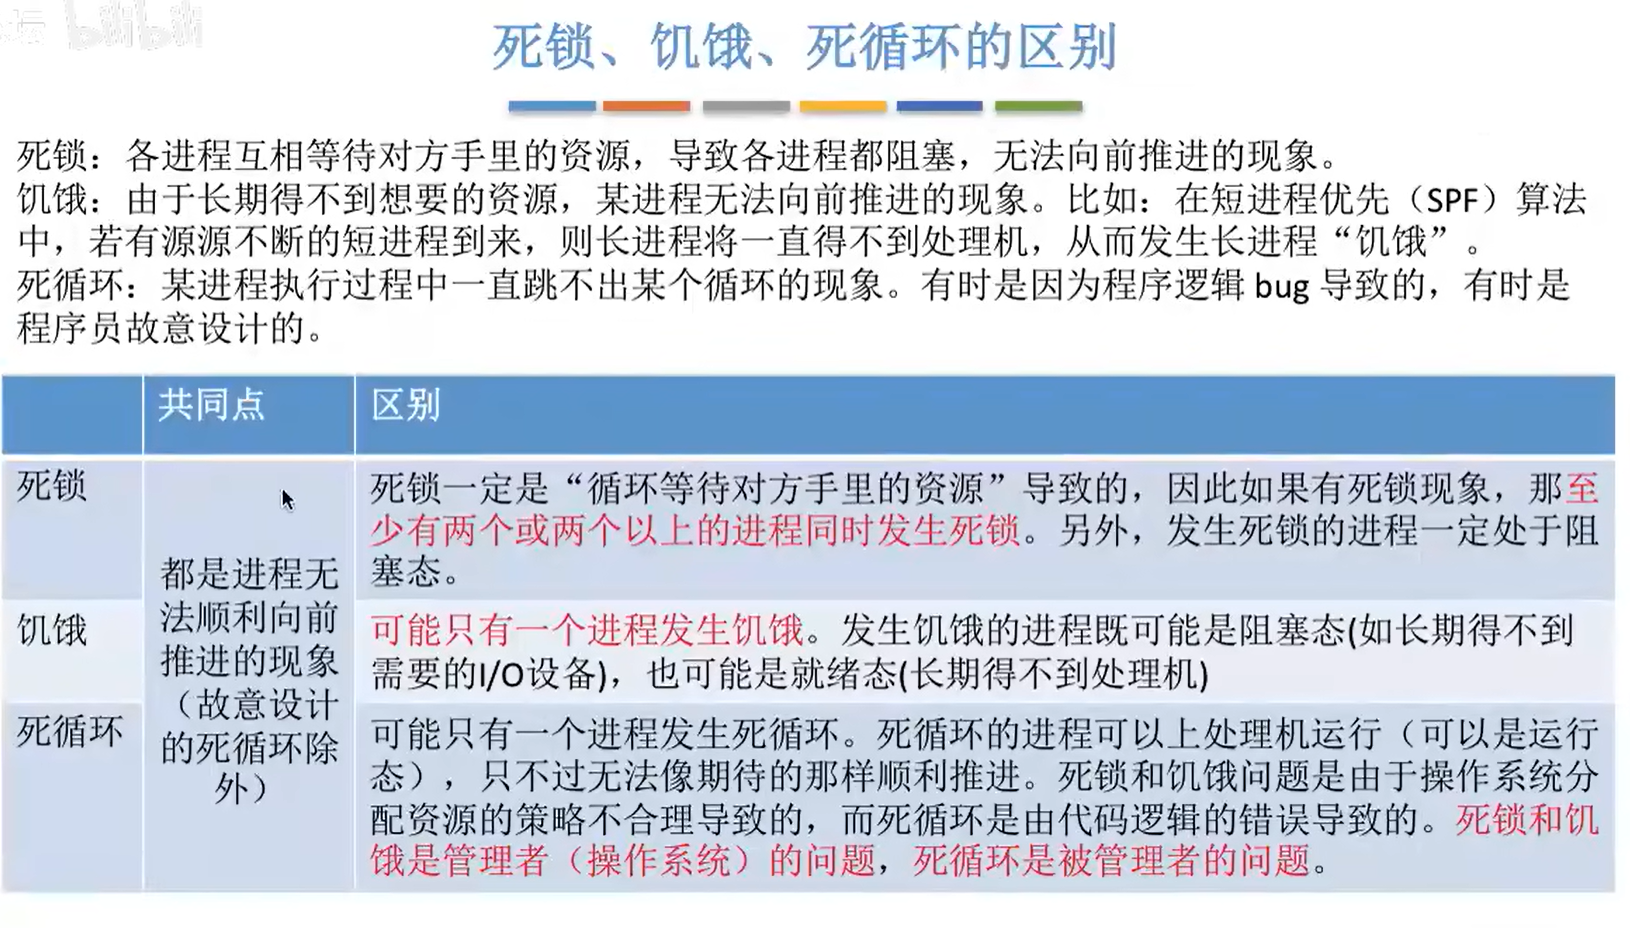 坛 bilibili
死锁、饥饿、死循环的区别
死锁：各进程互相等待对方手里的资源，导致各进程都阻塞，无法向前推进的现象。
饥饿：由于长期得不到想要的资源，某进程无法向前推进的现象。比如：在短进程优先（SPF）算法
中，若有源源不断的短进程到来，则长进程将一直得不到处理机，从而发生长进程“饥饿”。
死循环：某进程执行过程中一直跳不出某个循环的现象。有时是因为程序逻辑 bug 导致的，有时是
程序员故意设计的。
共同点
区别
死锁
都是进程无
法顺利向前
推进的现象
（故意设计
的死循环除
外）
死锁一定是“循环等待对方手里的资源”导致的，因此如果有死锁现象，那至
少有两个或两个以上的进程同时发生死锁。另外，发生死锁的进程一定处于阻
塞态。
饥饿
可能只有一个进程发生饥饿。发生饥饿的进程既可能是阻塞态(如长期得不到
需要的I/O设备)，也可能是就绪态(长期得不到处理机)
死循环
可能只有一个进程发生死循环。死循环的进程可以上处理机运行（可以是运行
态），只不过无法像期待的那样顺利推进。死锁和饥饿问题是由于操作系统分
配资源的策略不合理导致的，而死循环是由代码逻辑的错误导致的。死锁和饥
饿是管理者（操作系统）的问题，死循环是被管理者的问题。